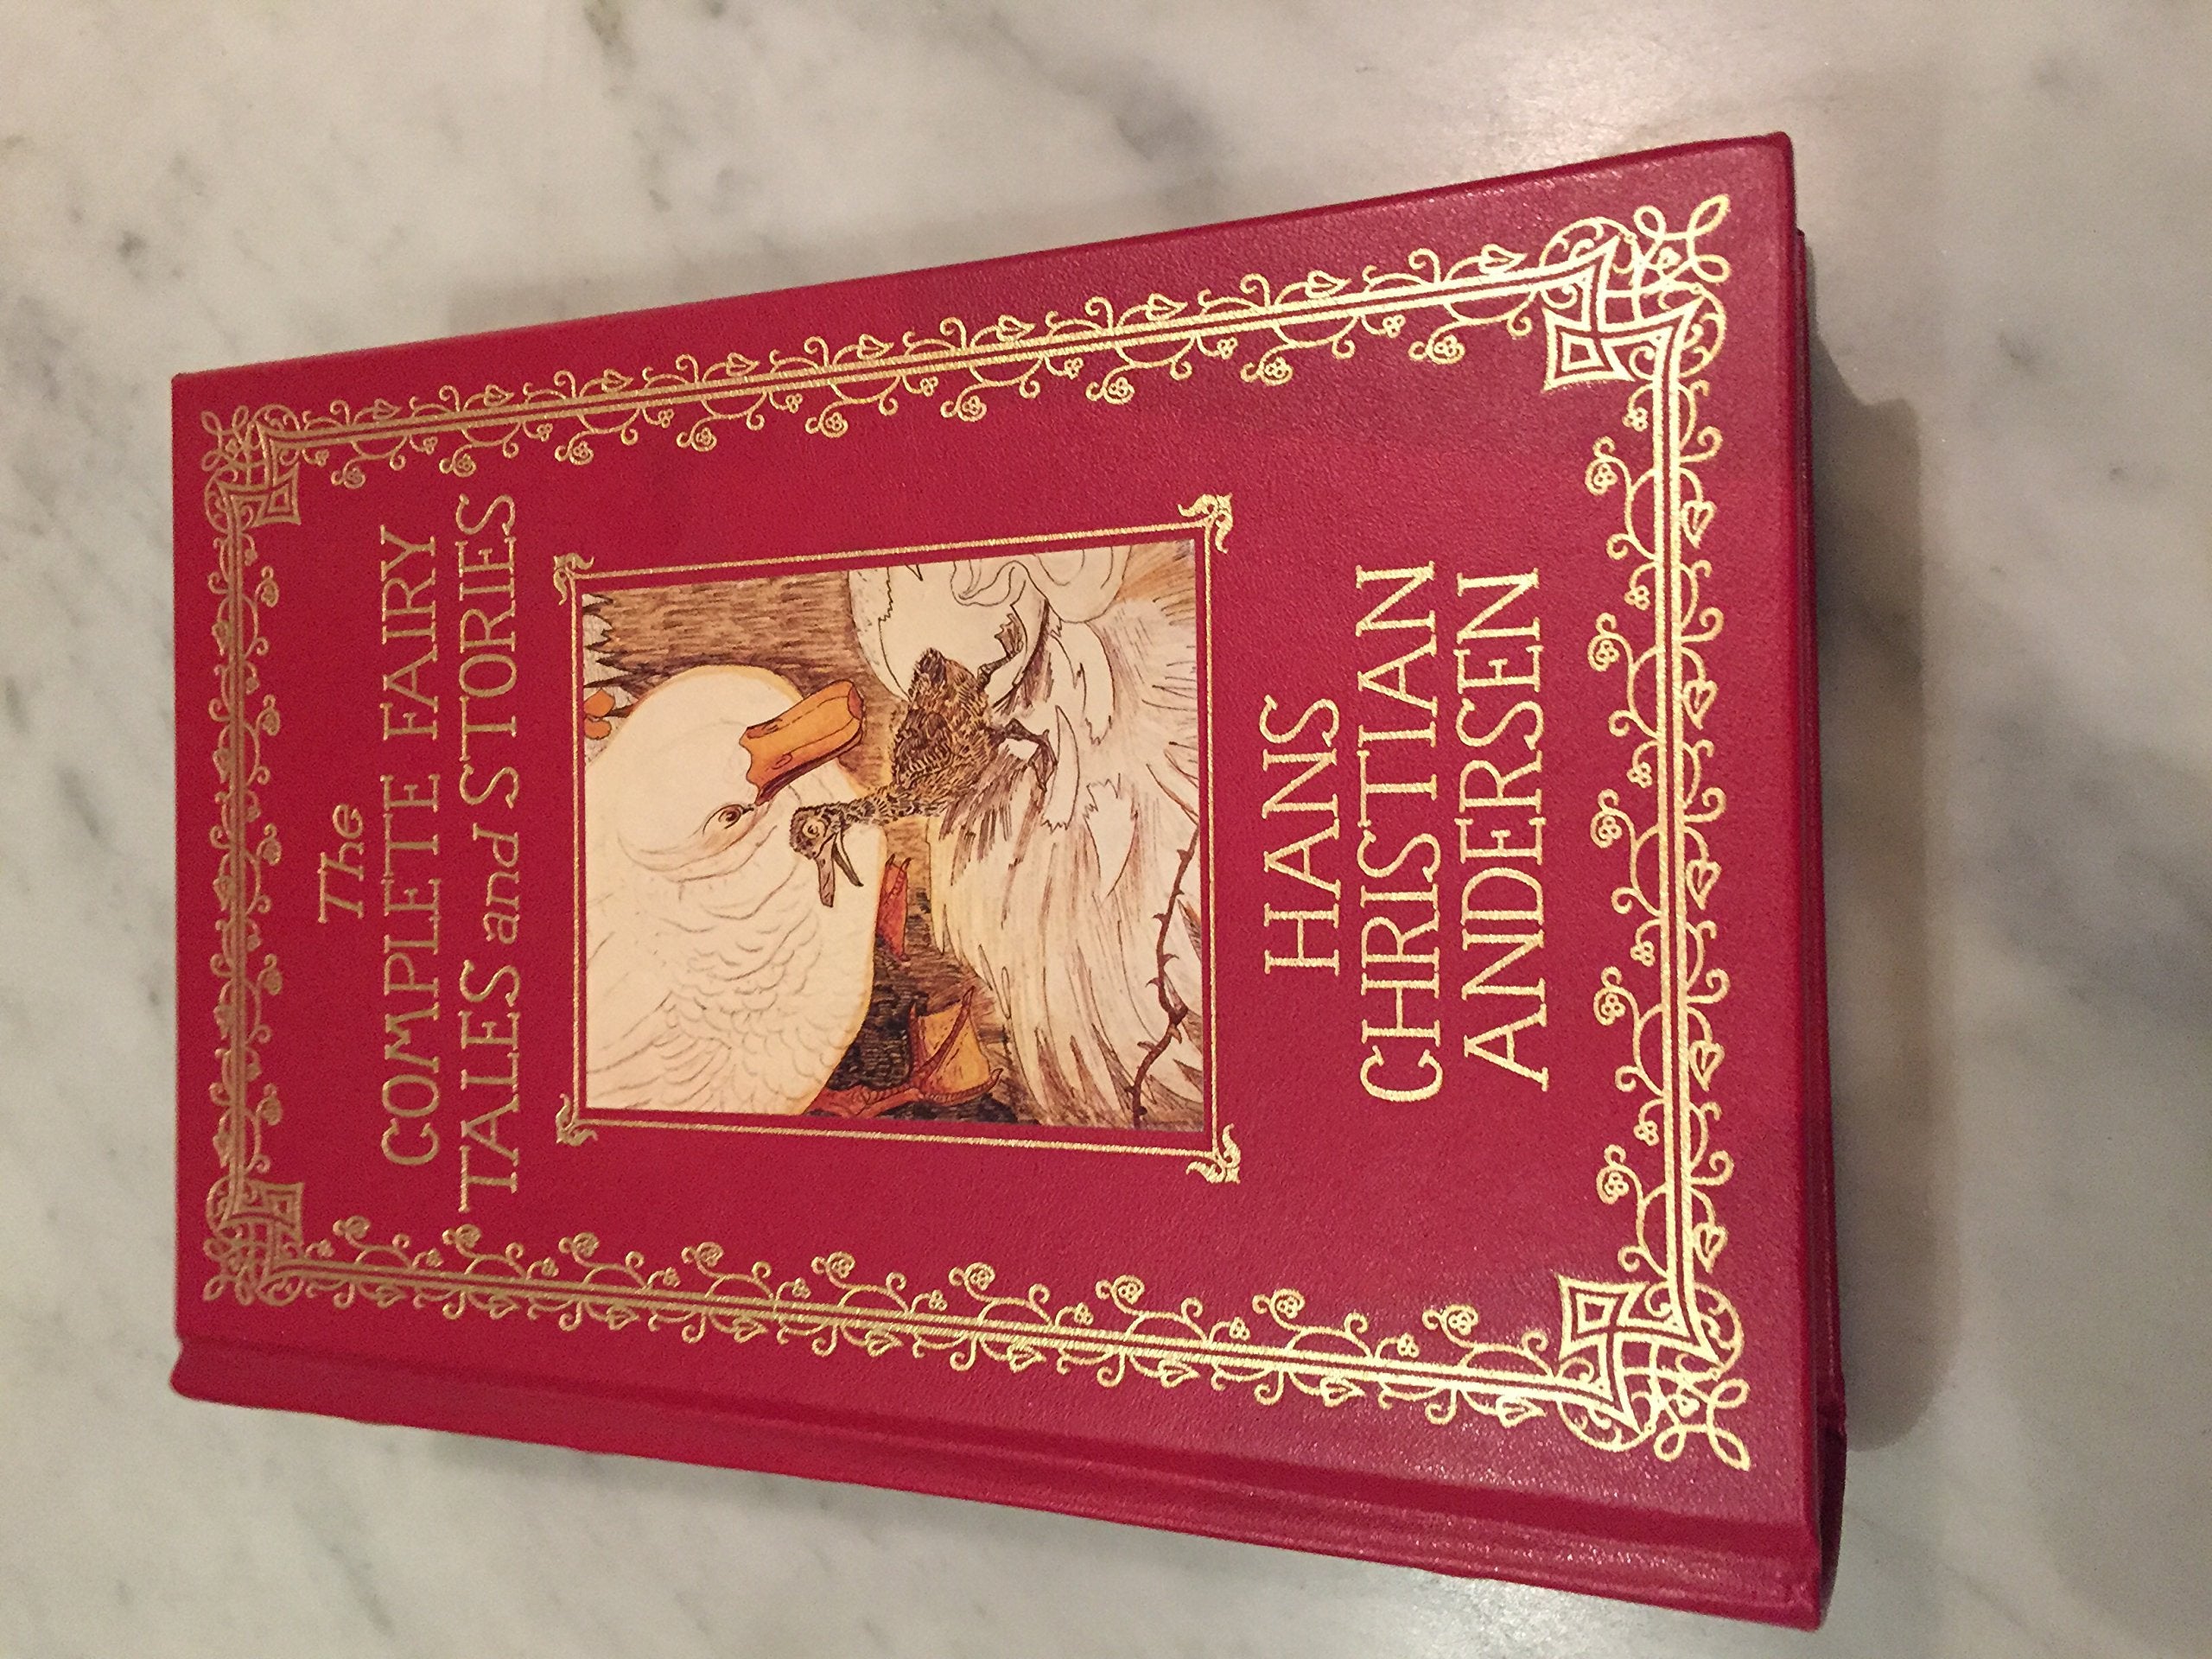 The
COMPLETE FAIRY
TALES and STORIES
HANS
CHRISTIAN
ANDERSEN